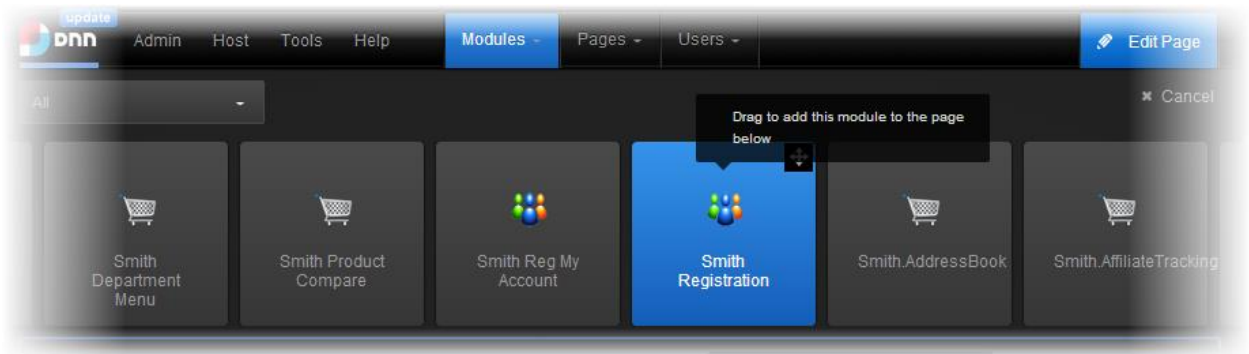 update
DNN Admin Host Tools Help Modules Pages Users Edit Page
All Cancel
Drag to add this module to the page
below
Smith
Department
Menu
Smith Product
Compare
Smith Reg My
Account
Smith
Registration
Smith.AddressBook
Smith.AffiliateTracking